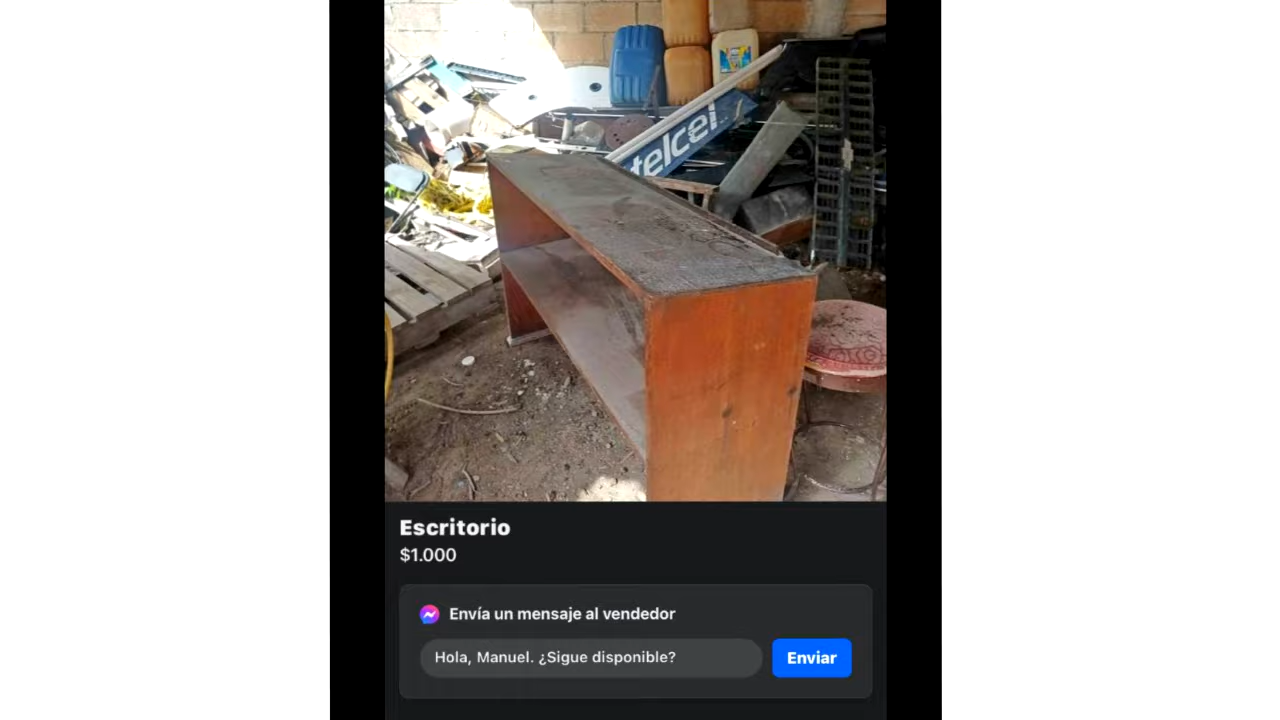 telcel
Escritorio
$1.000
Envía un mensaje al vendedor
Hola, Manuel. ¿Sigue disponible?
Enviar